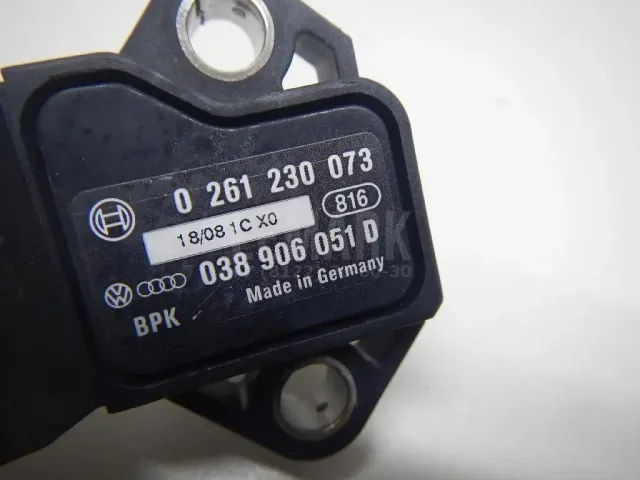 0 261 230 073
18/08 1C X0
816
038 906 051 D
Made in Germany
BPK